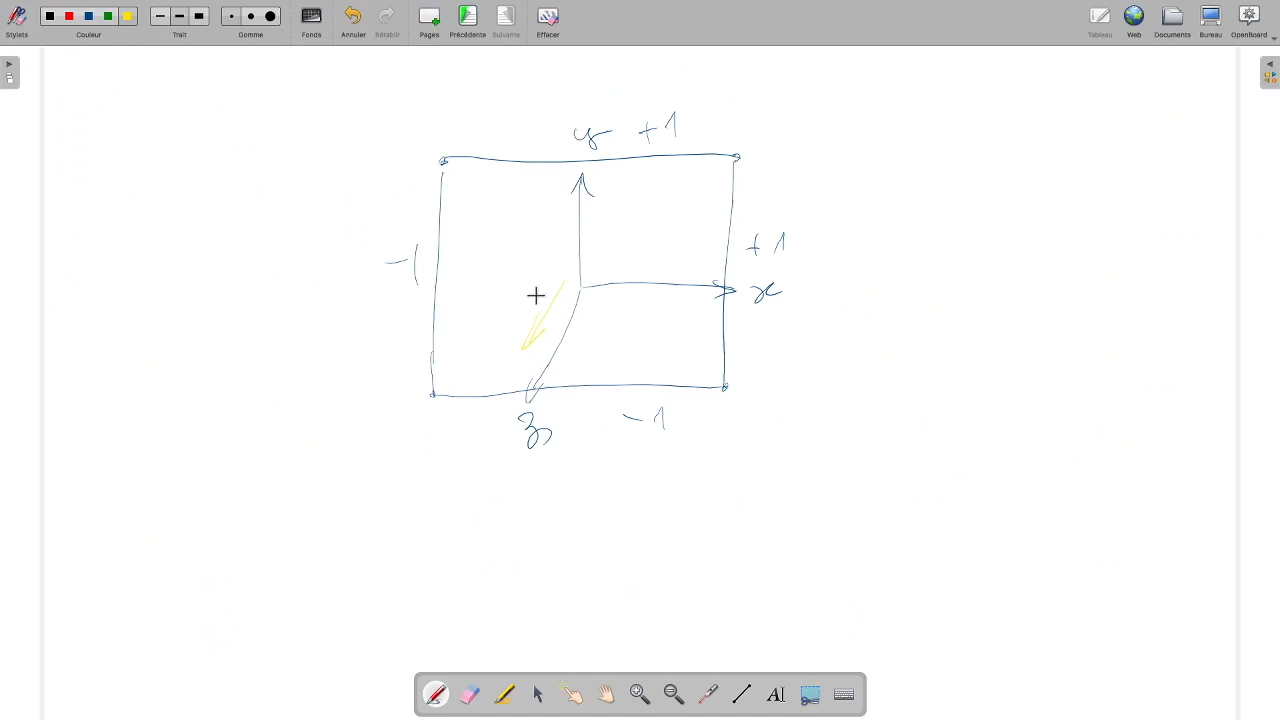 Stylets Couleur Trait Gomme Fonds Annuler Rétablir Pages Précédente Suivante Effacer Tableau Web Documents Bureau OpenBoard
y +1
+1
-1
x
z -1
AI